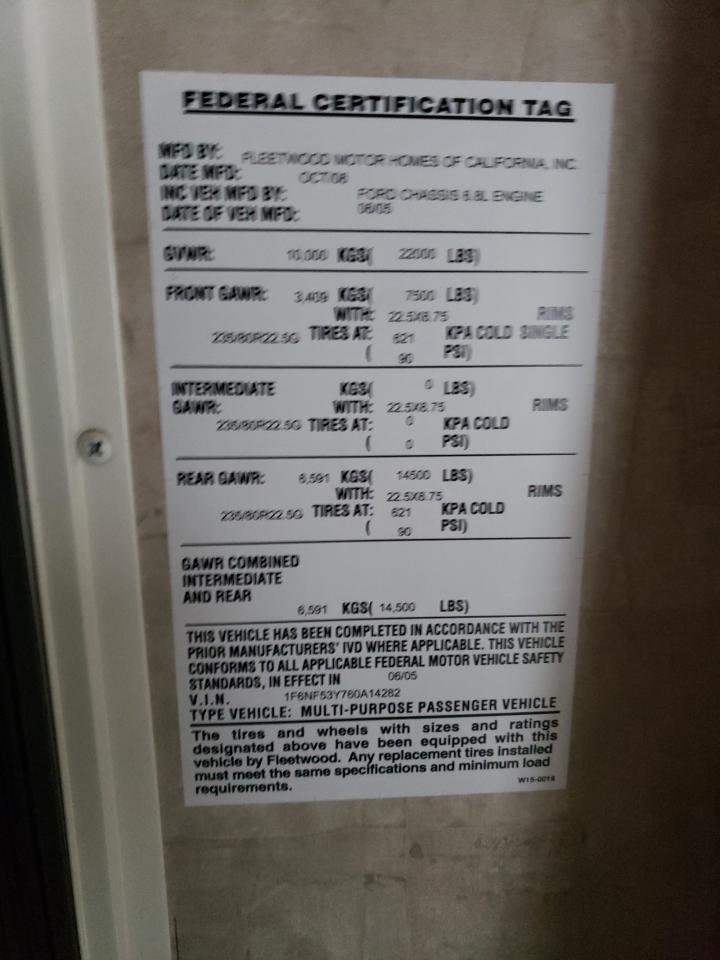 FEDERAL CERTIFICATION TAG
MFD BY: FLEETWOOD MOTOR HOMES OF CALIFORNIA, INC.
DATE MFD: OCT/06
INC VEH MFD BY: FORD CHASSIS 6.8L ENGINE
DATE OF VEH MFD: 06/05
GVWR: 10,000 KGS( 22000 LBS)
FRONT GAWR: 3,409 KGS( 7500 LBS)
WITH: 22.5X6.75 RIMS
235/80R22.5G TIRES AT: 621 KPA COLD SINGLE
( 90 PSI)
INTERMEDIATE KGS( 0 LBS)
GAWR: WITH: 22.5X6.75 RIMS
235/80R22.5G TIRES AT: 0 KPA COLD
( 0 PSI)
REAR GAWR: 6,591 KGS( 14500 LBS)
WITH: 22.5X6.75 RIMS
235/80R22.5G TIRES AT: 621 KPA COLD
( 90 PSI)
GAWR COMBINED
INTERMEDIATE
AND REAR
6,591 KGS( 14,500 LBS)
THIS VEHICLE HAS BEEN COMPLETED IN ACCORDANCE WITH THE
PRIOR MANUFACTURERS' IVD WHERE APPLICABLE. THIS VEHICLE
CONFORMS TO ALL APPLICABLE FEDERAL MOTOR VEHICLE SAFETY
STANDARDS, IN EFFECT IN 06/05
V.I.N. 1F6NF53Y760A14282
TYPE VEHICLE: MULTI-PURPOSE PASSENGER VEHICLE
The tires and wheels with sizes and ratings
designated above have been equipped with this
vehicle by Fleetwood. Any replacement tires installed
must meet the same specifications and minimum load
requirements.
W15-0018